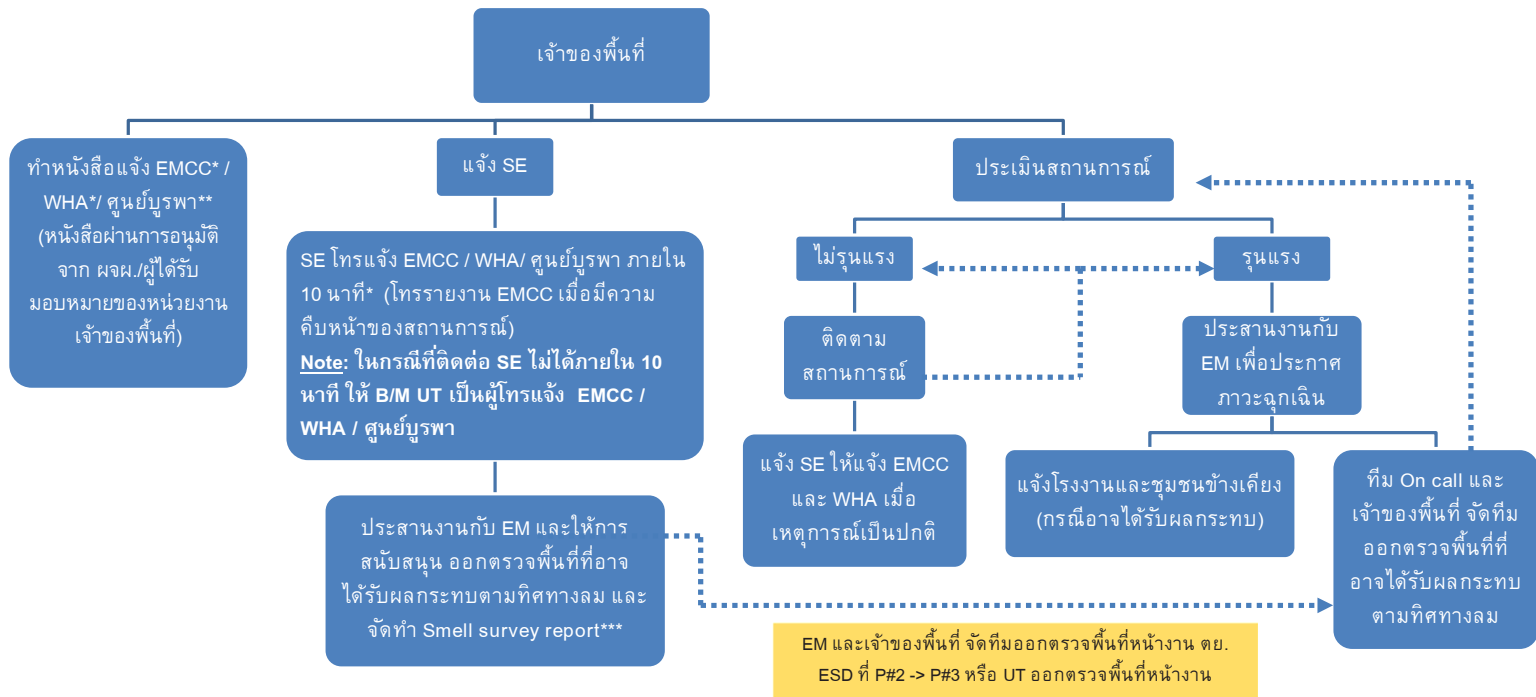 เจ้าของพื้นที่
ทำหนังสือแจ้ง EMCC* /
WHA*/ ศูนย์บูรพา**
(หนังสือผ่านการอนุมัติ
จาก ผจผ./ผู้ได้รับ
มอบหมายของหน่วยงาน
เจ้าของพื้นที่)
แจ้ง SE
SE โทรแจ้ง EMCC / WHA/ ศูนย์บูรพา ภายใน
10 นาที* (โทรรายงาน EMCC เมื่อมีความ
คืบหน้าของสถานการณ์)
Note: ในกรณีที่ติดต่อ SE ไม่ได้ภายใน 10
นาที ให้ B/M UT เป็นผู้โทรแจ้ง EMCC /
WHA / ศูนย์บูรพา
ประสานงานกับ EM และให้การ
สนับสนุน ออกตรวจพื้นที่ที่อาจ
ได้รับผลกระทบตามทิศทางลม และ
จัดทำ Smell survey report***
ประเมินสถานการณ์
ไม่รุนแรง
ติดตาม
สถานการณ์
แจ้ง SE ให้แจ้ง EMCC
และ WHA เมื่อ
เหตุการณ์เป็นปกติ
รุนแรง
ประสานงานกับ
EM เพื่อประกาศ
ภาวะฉุกเฉิน
แจ้งโรงงานและชุมชนข้างเคียง
(กรณีอาจได้รับผลกระทบ)
ทีม On call และ
เจ้าของพื้นที่ จัดทีม
ออกตรวจพื้นที่ที่
อาจได้รับผลกระทบ
ตามทิศทางลม
EM และเจ้าของพื้นที่ จัดทีมออกตรวจพื้นที่หน้างาน ตย.
ESD ที่ P#2 -> P#3 หรือ UT ออกตรวจพื้นที่หน้างาน